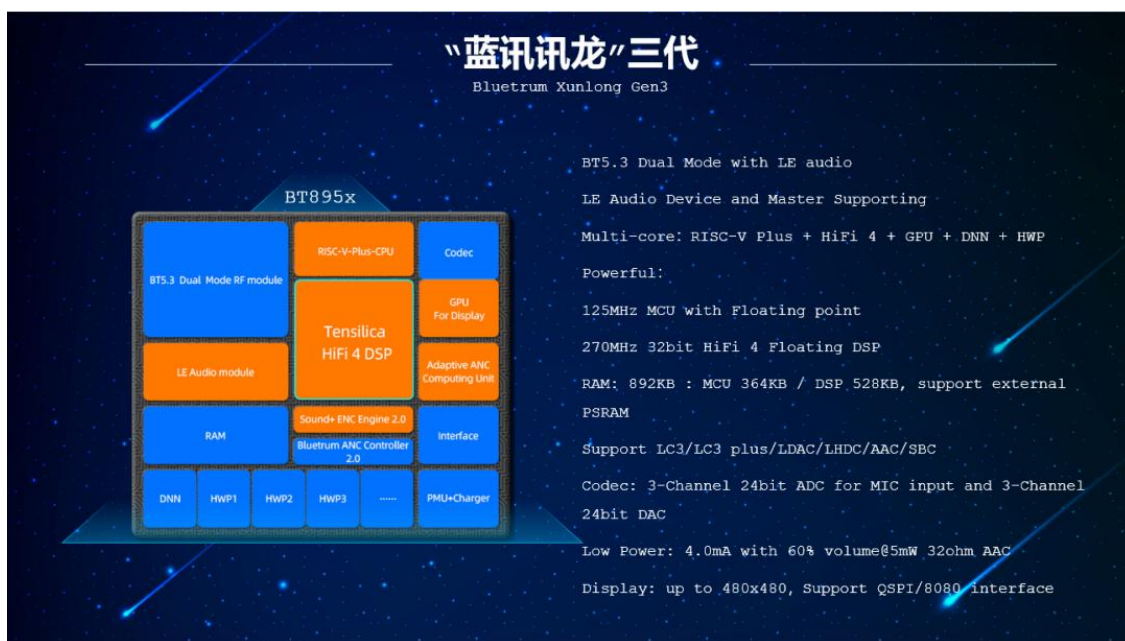 “蓝讯讯龙”三代
Bluetrum Xunlong Gen3
BT895x
BT5.3 Dual Mode RF module
RISC-V-Plus-CPU
Codec
Tensilica
HiFi 4 DSP
GPU
For Display
LE Audio module
Adaptive ANC
Computing Unit
RAM
Sound+ ENC Engine 2.0
Bluetrum ANC Controller
2.0
Interface
DNN
HWP1
HWP2
HWP3
......
PMU+Charger
BT5.3 Dual Mode with LE audio
LE Audio Device and Master Supporting
Multi-core: RISC-V Plus + HiFi 4 + GPU + DNN + HWP
Powerful:
125MHz MCU with Floating point
270MHz 32bit HiFi 4 Floating DSP
RAM: 892KB : MCU 364KB / DSP 528KB, support external
PSRAM
Support LC3/LC3 plus/LDAC/LHDC/AAC/SBC
Codec: 3-Channel 24bit ADC for MIC input and 3-Channel
24bit DAC
Low Power: 4.0mA with 60% volume@5mW 32ohm AAC
Display: up to 480x480, Support QSPI/8080 interface